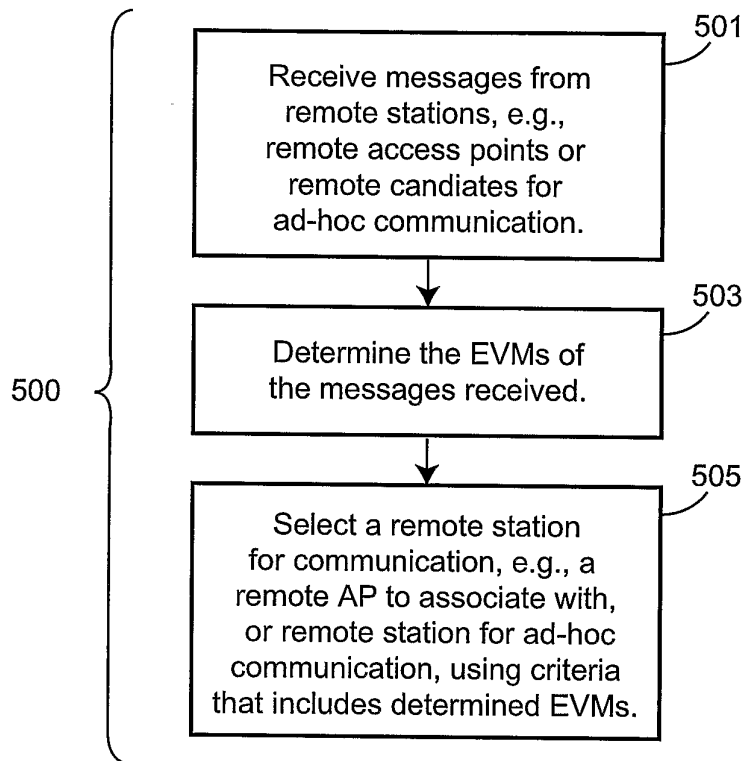 501
Receive messages from
remote stations, e.g.,
remote access points or
remote candiates for
ad-hoc communication.
503
Determine the EVMs of
the messages received.
500
505
Select a remote station
for communication, e.g., a
remote AP to associate with,
or remote station for ad-hoc
communication, using criteria
that includes determined EVMs.